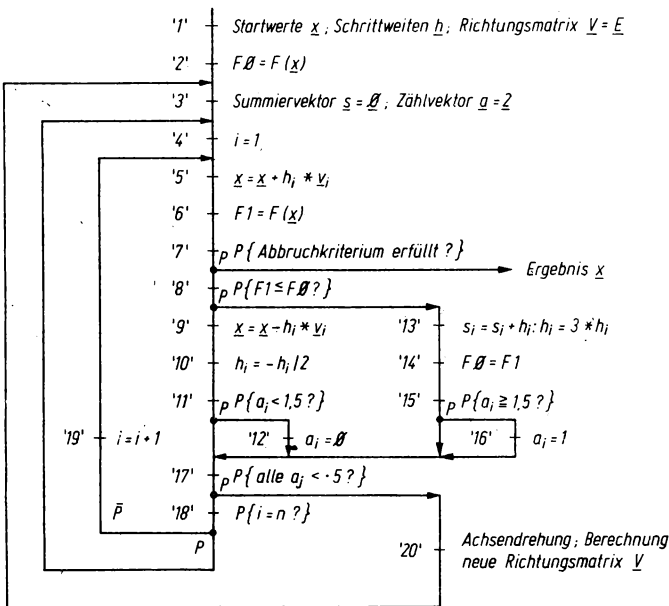 '1' Startwerte x ; Schrittweiten h ; Richtungsmatrix V = E
'2' FØ = F (x)
'3' Summiervektor s = Ø ; Zählvektor a = 2
'4' i = 1
'5' x = x + hi * vi
'6' F1 = F(x)
'7' p P{ Abbruchkriterium erfüllt ? }
Ergebnis x
'8' p P{F1 ≤ FØ ?}
'9' x = x - hi * vi
'13' si = si + hi : hi = 3 * hi
'10' hi = -hi / 2
'14' FØ = F1
'11' p P{ai < 1,5 ?}
'15' p P{ai ≧ 1,5 ?}
'19' i = i + 1
'12' ai = Ø
'16' ai = 1
'17' p P{alle aj < ·5 ?}
P̄ '18' P{i = n ?}
P
'20' Achsendrehung ; Berechnung
neue Richtungsmatrix V